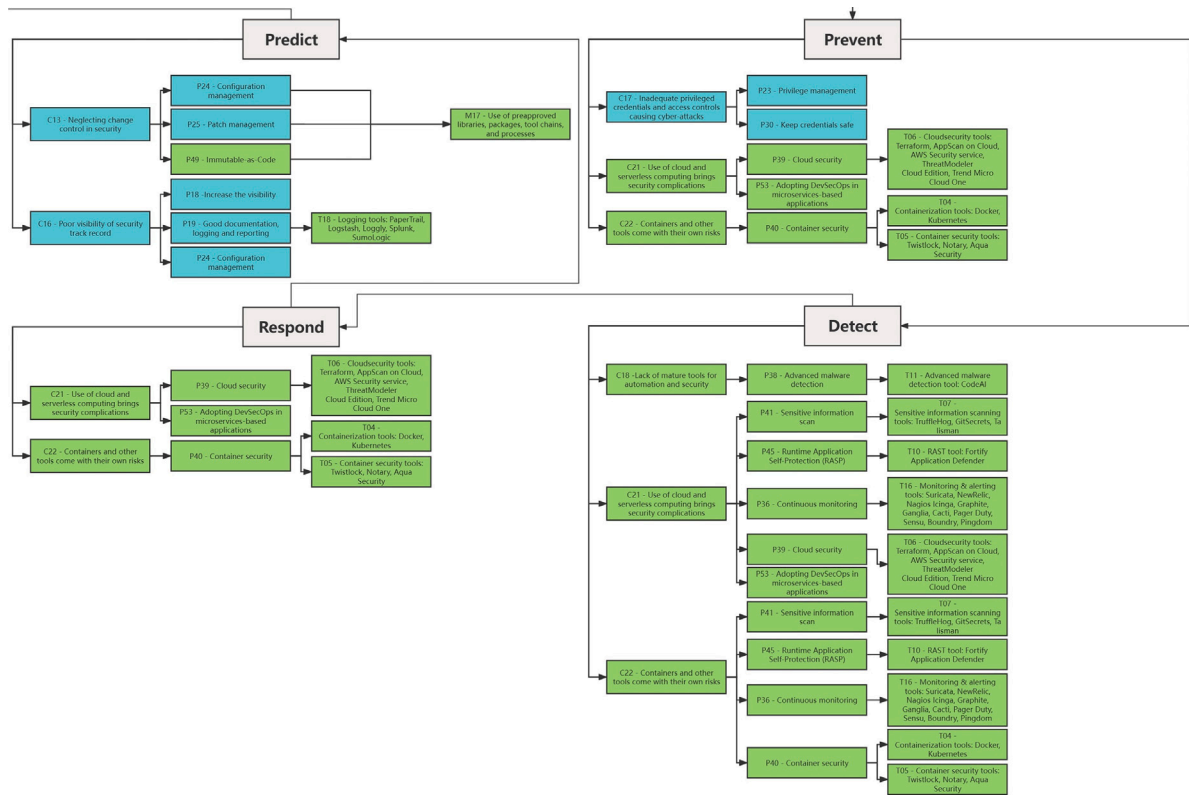 Predict
C13 - Neglecting change
control in security
P24 - Configuration
management
P25 - Patch management
P49 - Immutable-as-Code
M17 - Use of preapproved
libraries, packages, tool chains,
and processes
C16 - Poor visibility of security
track record
P18 -Increase the visibility
P19 - Good documentation,
logging and reporting
P24 - Configuration
management
T18 - Logging tools: PaperTrail,
Logstash, Loggly, Splunk,
SumoLogic
Prevent
C17 - Inadequate privileged
credentials and access controls
causing cyber-attacks
P23 - Privilege management
P30 - Keep credentials safe
C21 - Use of cloud and
serverless computing brings
security complications
P39 - Cloud security
P53 - Adopting DevSecOps in
microservices-based
applications
T06 - Cloudsecurity tools:
Terraform, AppScan on Cloud,
AWS Security service,
ThreatModeler
Cloud Edition, Trend Micro
Cloud One
C22 - Containers and other
tools come with their own risks
P40 - Container security
T04 -
Containerization tools: Docker,
Kubernetes
T05 - Container security tools:
Twistlock, Notary, Aqua
Security
Respond
C21 - Use of cloud and
serverless computing brings
security complications
P39 - Cloud security
P53 - Adopting DevSecOps in
microservices-based
applications
T06 - Cloudsecurity tools:
Terraform, AppScan on Cloud,
AWS Security service,
ThreatModeler
Cloud Edition, Trend Micro
Cloud One
C22 - Containers and other
tools come with their own risks
P40 - Container security
T04 -
Containerization tools: Docker,
Kubernetes
T05 - Container security tools:
Twistlock, Notary, Aqua
Security
Detect
C18 -Lack of mature tools for
automation and security
P38 - Advanced malware
detection
T11 - Advanced malware
detection tool: CodeAI
C21 - Use of cloud and
serverless computing brings
security complications
P41 - Sensitive information
scan
T07 -
Sensitive information scanning
tools: TruffleHog, GitSecrets, Ta
lisman
P45 - Runtime Application
Self-Protection (RASP)
T10 - RAST tool: Fortify
Application Defender
P36 - Continuous monitoring
T16 - Monitoring & alerting
tools: Suricata, NewRelic,
Nagios Icinga, Graphite,
Ganglia, Cacti, Pager Duty,
Sensu, Boundry, Pingdom
P39 - Cloud security
P53 - Adopting DevSecOps in
microservices-based
applications
T06 - Cloudsecurity tools:
Terraform, AppScan on Cloud,
AWS Security service,
ThreatModeler
Cloud Edition, Trend Micro
Cloud One
C22 - Containers and other
tools come with their own risks
P41 - Sensitive information
scan
T07 -
Sensitive information scanning
tools: TruffleHog, GitSecrets, Ta
lisman
P45 - Runtime Application
Self-Protection (RASP)
T10 - RAST tool: Fortify
Application Defender
P36 - Continuous monitoring
T16 - Monitoring & alerting
tools: Suricata, NewRelic,
Nagios Icinga, Graphite,
Ganglia, Cacti, Pager Duty,
Sensu, Boundry, Pingdom
P40 - Container security
T04 -
Containerization tools: Docker,
Kubernetes
T05 - Container security tools:
Twistlock, Notary, Aqua
Security